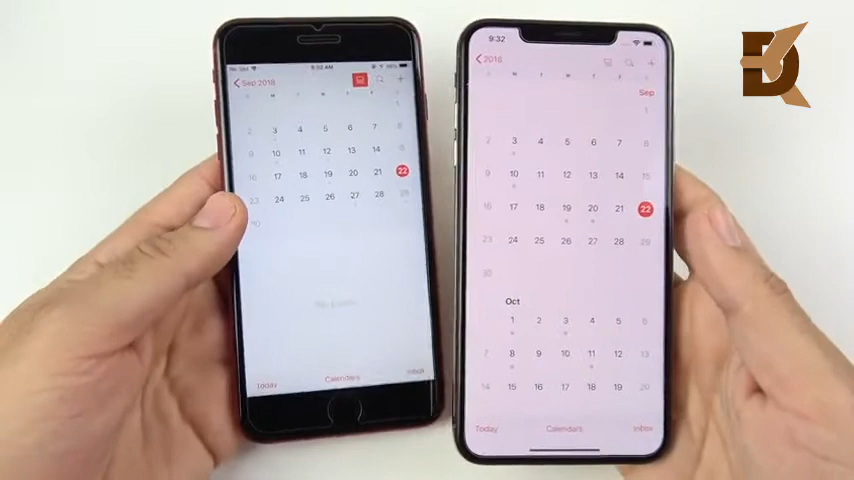 9:32 AM
Sep 2018
3 4 5 6 7 8
9 10 11 12 13 14
16 17 18 19 20 21 22
23 24 25 26 27 28
30
Today Calendars Inbox
9:32
2018
Sep
1
2 3 4 5 6 7 8
9 10 11 12 13 14 15
16 17 18 19 20 21 22
23 24 25 26 27 28 29
30
Oct
1 2 3 4 5 6
7 8 9 10 11 12 13
14 15 16 17 18 19 20
Today Calendars Inbox
D